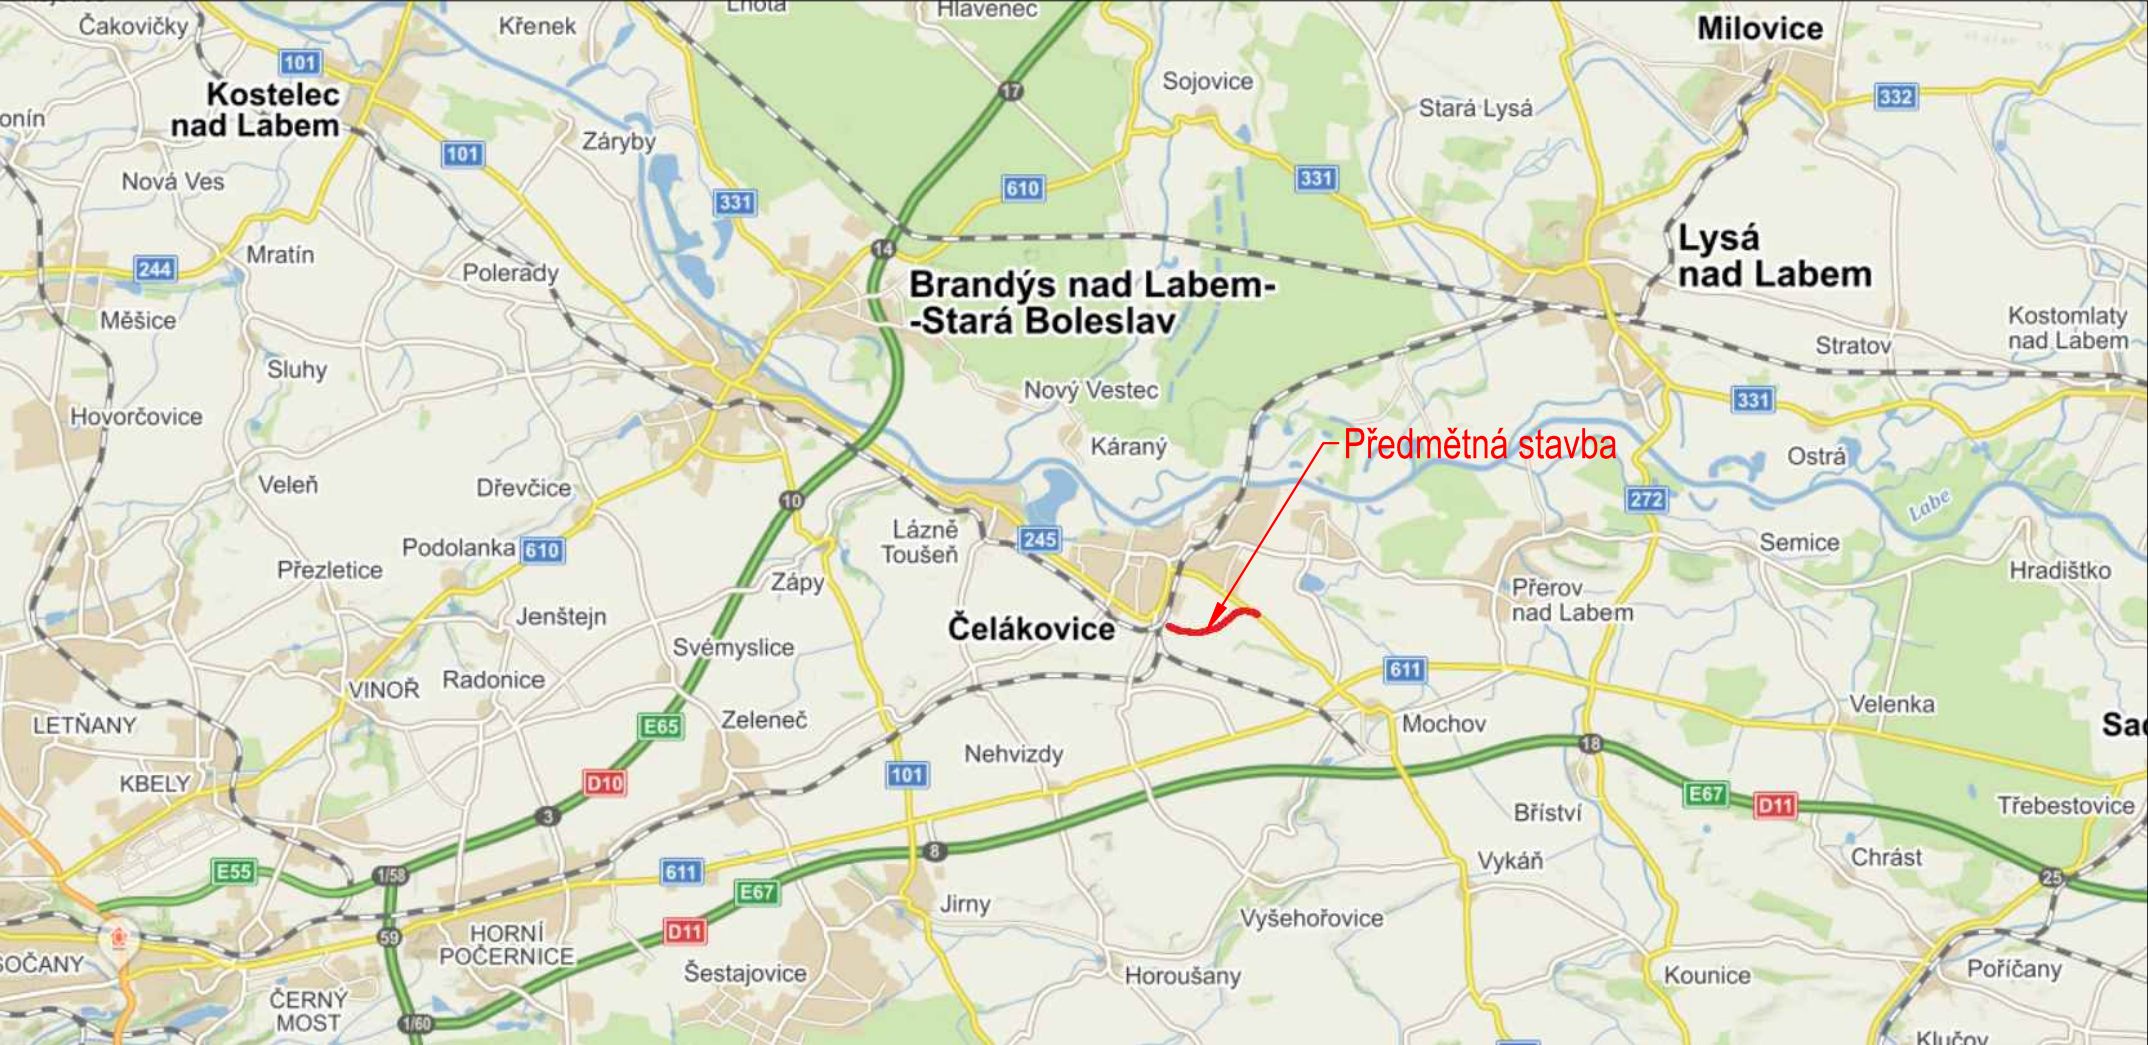 Lhota
Hlavenec
Čakovičky
Křenek
Milovice
101
17
Sojovice
332
Kostelec
nad Labem
Stará Lysá
onín
Záryby
101
Nová Ves
331
610
331
Mratín
244
Polerady
14
Lysá
nad Labem
Brandýs nad Labem-
-Stará Boleslav
Měšice
Kostomlaty
nad Labem
Stratov
Sluhy
Nový Vestec
331
Hovorčovice
Káraný
Předmětná stavba
Ostrá
Veleň
Dřevčice
10
272
Labe
Lázně
Toušeň
245
Podolanka
610
Semice
Přezletice
Zápy
Hradištko
Přerov
nad Labem
Jenštejn
Čelákovice
Svémyslice
611
VINOŘ
Radonice
Velenka
LETŇANY
E65
Zeleneč
Mochov
Sa
Nehvizdy
18
KBELY
D10
101
E67
D11
3
Bříství
Třebestovice
8
E55
1/58
611
E67
Vykáň
Chrást
25
Jirny
D11
59
HORNÍ
POČERNICE
Vyšehořovice
SOČANY
Šestajovice
Horoušany
Kounice
Poříčany
ČERNÝ
MOST
1/60
Klučov